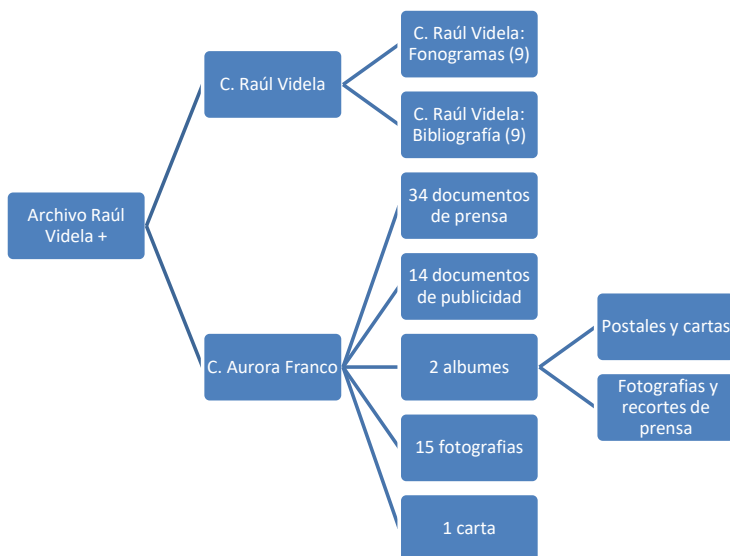 C. Raúl Videla:
Fonogramas (9)
C. Raúl Videla
C. Raúl Videla:
Bibliografía (9)
Archivo Raúl
Videla +
34 documentos
de prensa
14 documentos
de publicidad
C. Aurora Franco
2 albumes
Postales y cartas
Fotografias y
recortes de
prensa
15 fotografias
1 carta